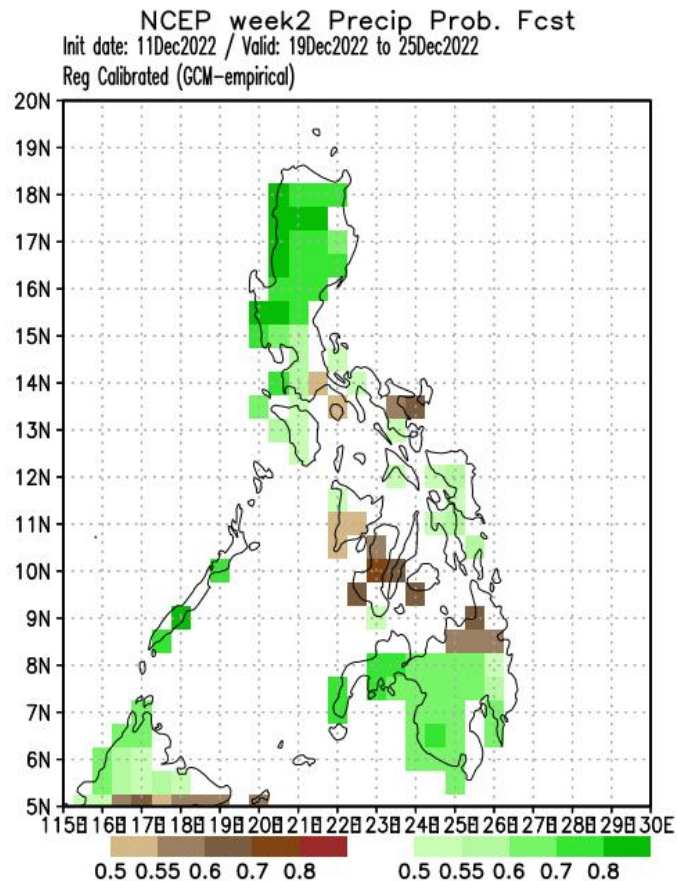 NCEP week2 Precip Prob. Fcst
Init date: 11Dec2022 / Valid: 19Dec2022 to 25Dec2022
Reg Calibrated (GCM-empirical)
20N
19N
18N
17N
16N
15N
14N
13N
12N
11N
10N
9N
8N
7N
6N
5N
115E 116E 117E 118E 119E 120E 121E 122E 123E 124E 125E 126E 127E 128E 129E 130E
0.5 0.55 0.6 0.7 0.8 0.5 0.55 0.6 0.7 0.8